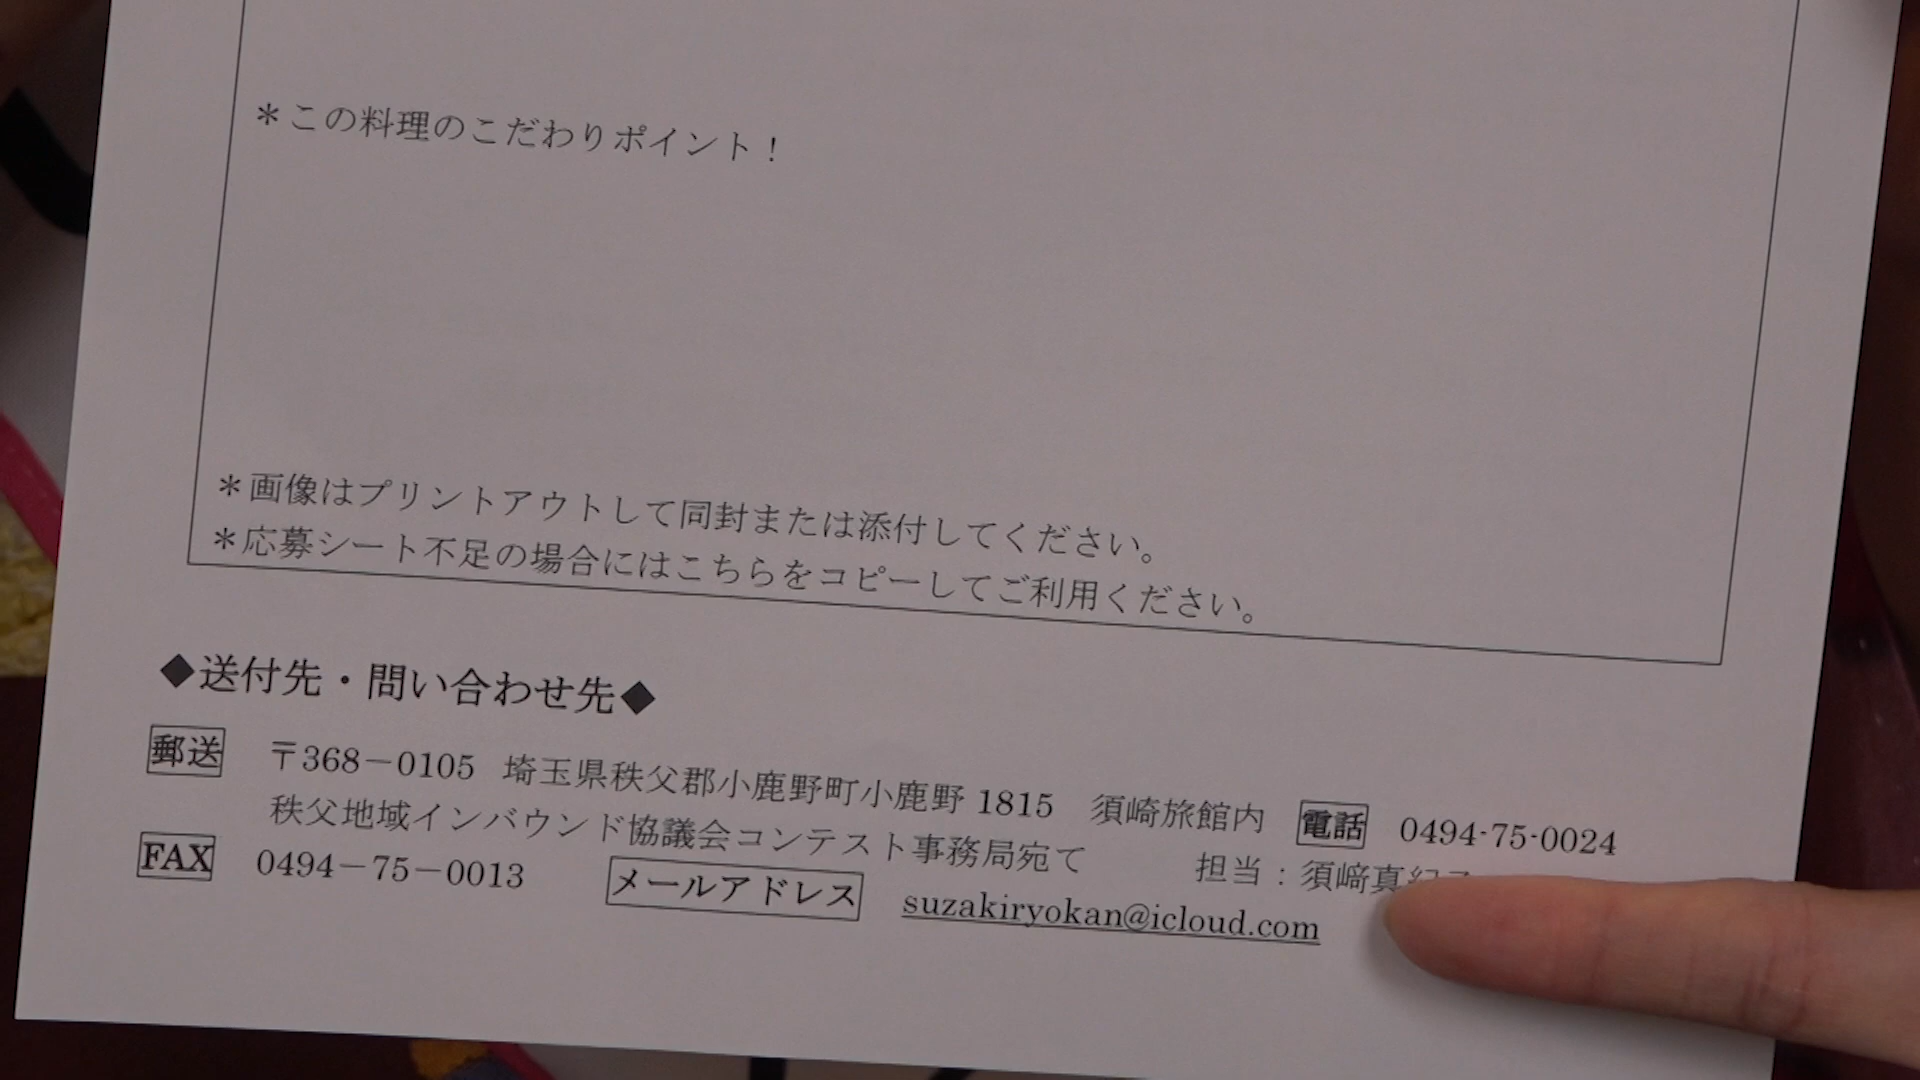 ＊この料理のこだわりポイント！
＊画像はプリントアウトして同封または添付してください。
＊応募シート不足の場合にはこちらをコピーしてご利用ください。
◆送付先・問い合わせ先◆
郵送 〒368－0105 埼玉県秩父郡小鹿野町小鹿野 1815 須崎旅館内 電話 0494-75-0024
秩父地域インバウンド協議会コンテスト事務局宛て 担当：須﨑真
FAX 0494－75－0013 メールアドレス suzakiryokan@icloud.com